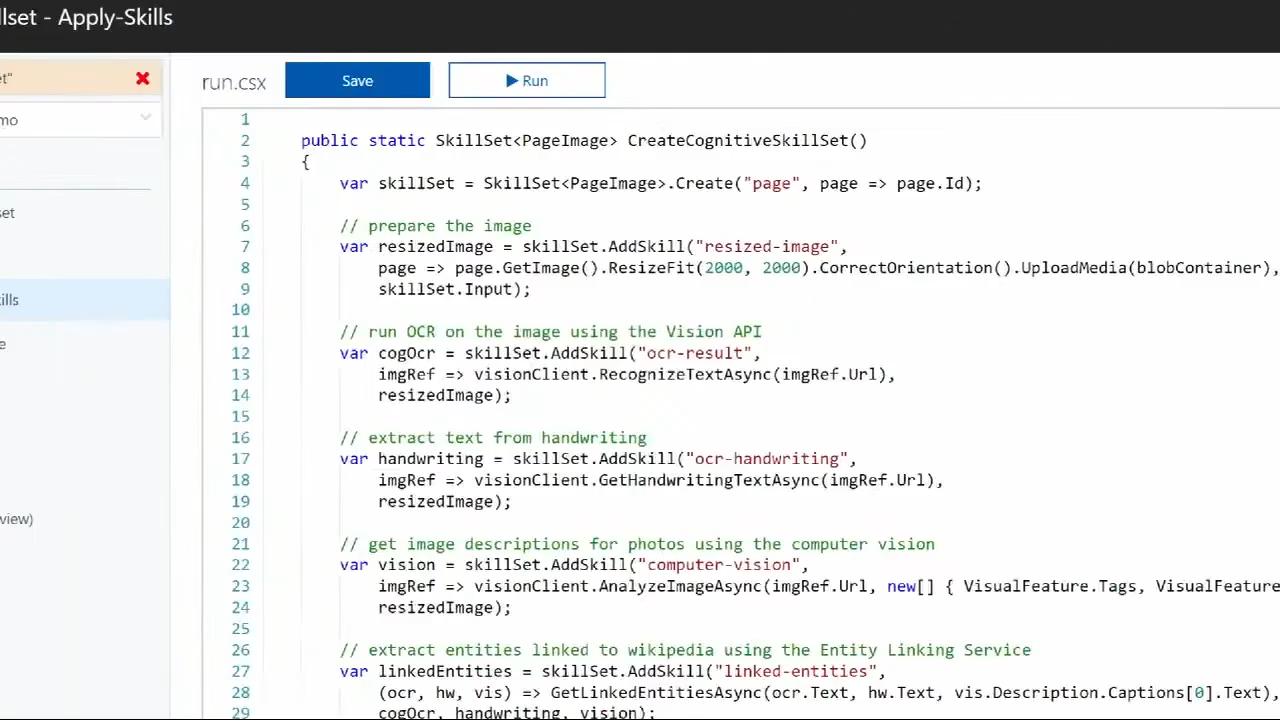 llset - Apply-Skills
et"
run.csx
Save
Run
mo
set
ills
e
view)
1
2 public static SkillSet<PageImage> CreateCognitiveSkillSet()
3 {
4 var skillSet = SkillSet<PageImage>.Create("page", page => page.Id);
5
6 // prepare the image
7 var resizedImage = skillSet.AddSkill("resized-image",
8 page => page.GetImage().ResizeFit(2000, 2000).CorrectOrientation().UploadMedia(blobContainer),
9 skillSet.Input);
10
11 // run OCR on the image using the Vision API
12 var cogOcr = skillSet.AddSkill("ocr-result",
13 imgRef => visionClient.RecognizeTextAsync(imgRef.Url),
14 resizedImage);
15
16 // extract text from handwriting
17 var handwriting = skillSet.AddSkill("ocr-handwriting",
18 imgRef => visionClient.GetHandwritingTextAsync(imgRef.Url),
19 resizedImage);
20
21 // get image descriptions for photos using the computer vision
22 var vision = skillSet.AddSkill("computer-vision",
23 imgRef => visionClient.AnalyzeImageAsync(imgRef.Url, new[] { VisualFeature.Tags, VisualFeature
24 resizedImage);
25
26 // extract entities linked to wikipedia using the Entity Linking Service
27 var linkedEntities = skillSet.AddSkill("linked-entities",
28 (ocr, hw, vis) => GetLinkedEntitiesAsync(ocr.Text, hw.Text, vis.Description.Captions[0].Text),
29 cogOcr, handwriting, vision);